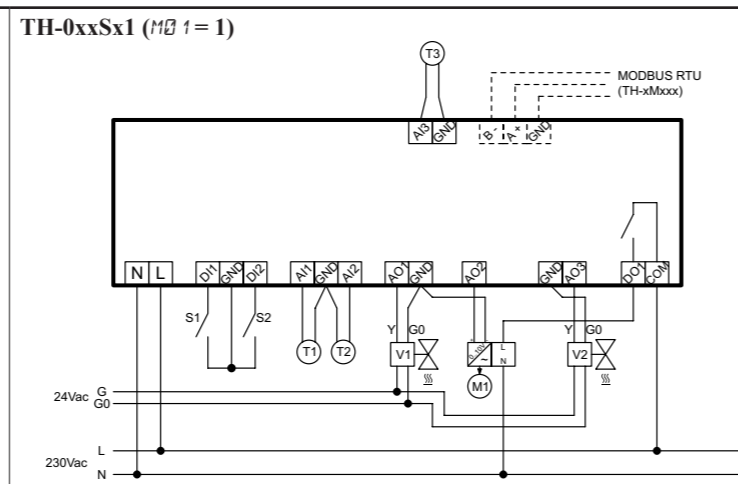 TH-0xxSx1 (M01 = 1)
T3
MODBUS RTU
(TH-xMxxx)
AI3 GND B - A + GND
N L DI1 GND DI2 AI1 GND AI2 AO1 GND AO2 GND AO3 DO1 COM
S1 S2 Y G0 Y G0
T1 T2 V1 0..10V ~ L N V2
M1
24Vac G
G0
230Vac L
N